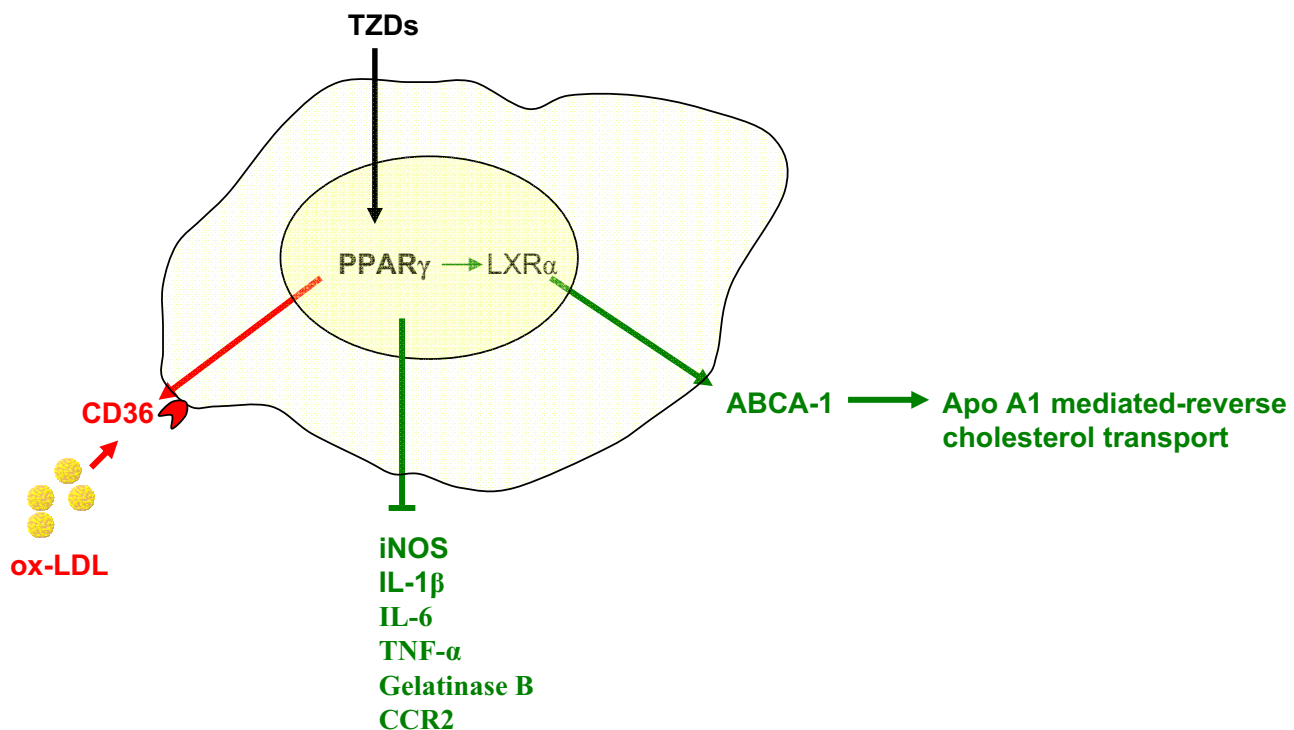 TZDs
PPARγ
LXRα
CD36
ox-LDL
ABCA-1
Apo A1 mediated-reverse
cholesterol transport
iNOS
IL-1β
IL-6
TNF-α
Gelatinase B
CCR2